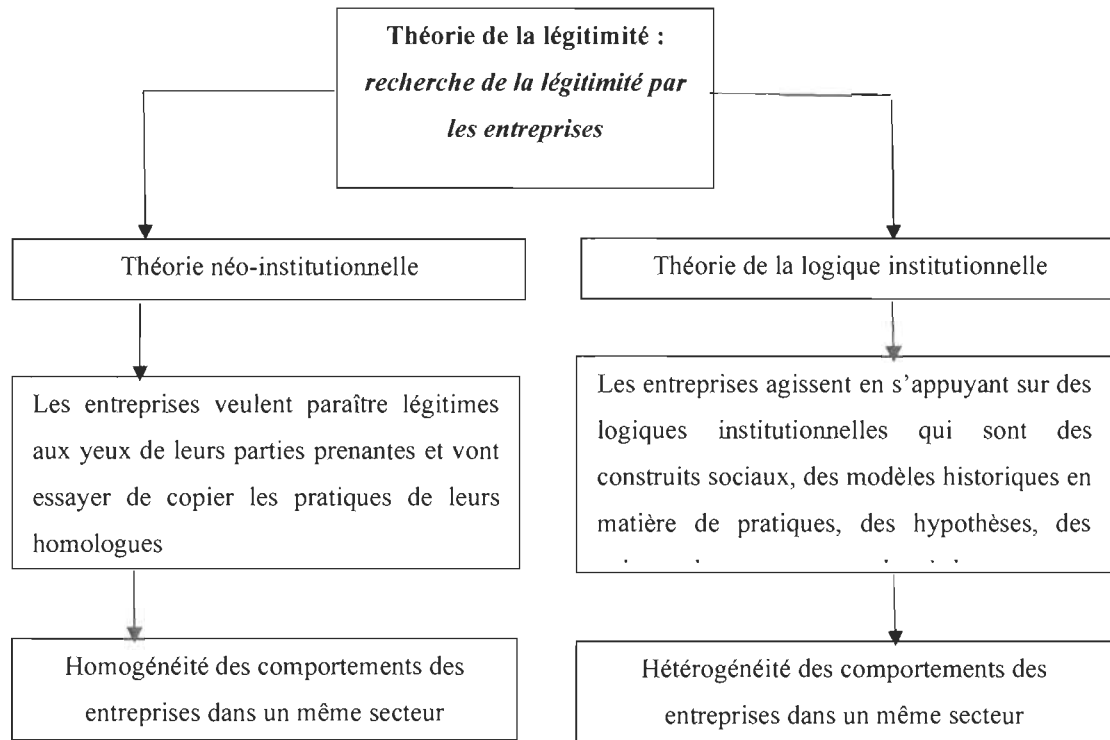 Théorie de la légitimité :
recherche de la légitimité par
les entreprises
Théorie néo-institutionnelle
Théorie de la logique institutionnelle
Les entreprises veulent paraître légitimes
aux yeux de leurs parties prenantes et vont
essayer de copier les pratiques de leurs
homologues
Les entreprises agissent en s’appuyant sur des
logiques institutionnelles qui sont des
construits sociaux, des modèles historiques en
matière de pratiques, des hypothèses, des
Homogénéité des comportements des
entreprises dans un même secteur
Hétérogénéité des comportements des
entreprises dans un même secteur